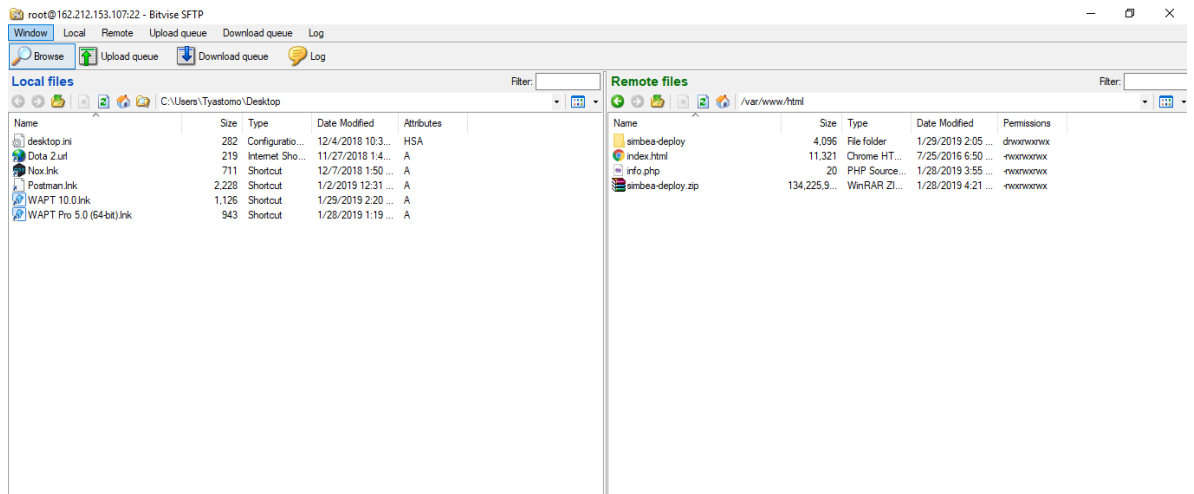 root@162.212.153.107:22 - Bitvise SFTP
Window Local Remote Upload queue Download queue Log
Browse Upload queue Download queue Log
Local files Filter:
C:\Users\Tyastomo\Desktop
Name Size Type Date Modified Attributes
desktop.ini 282 Configuratio... 12/4/2018 10:3... HSA
Dota 2.url 219 Internet Sho... 11/27/2018 1:4... A
Nox.lnk 711 Shortcut 12/7/2018 1:50 ... A
Postman.lnk 2,228 Shortcut 1/2/2019 12:31 ... A
WAPT 10.0.lnk 1,126 Shortcut 1/29/2019 2:20 ... A
WAPT Pro 5.0 (64-bit).lnk 943 Shortcut 1/28/2019 1:19 ... A
Remote files Filter:
/var/www/html
Name Size Type Date Modified Permissions
simbea-deploy 4,096 File folder 1/29/2019 2:05 ... drwxrwxrwx
index.html 11,321 Chrome HT... 7/25/2016 6:50 ... -rwxrwxrwx
info.php 20 PHP Source... 1/28/2019 3:55 ... -rwxrwxrwx
simbea-deploy.zip 134,225,9... WinRAR ZI... 1/28/2019 4:21 ... -rwxrwxrwx